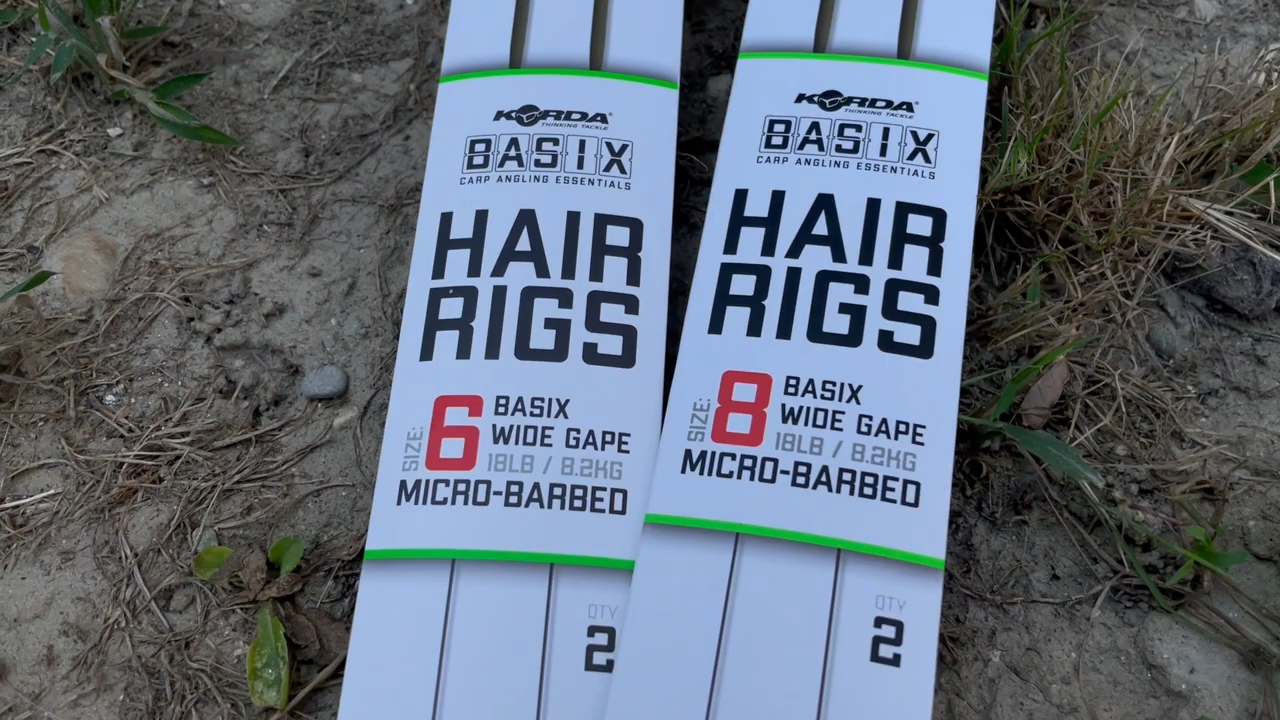 KORDA®
THINKING TACKLE
BASIX
CARP ANGLING ESSENTIALS
HAIR
RIGS
SIZE: 6
BASIX
WIDE GAPE
18LB / 8.2KG
MICRO-BARBED
QTY
2
KORDA®
THINKING TACKLE
BASIX
CARP ANGLING ESSENTIALS
HAIR
RIGS
SIZE: 8
BASIX
WIDE GAPE
18LB / 8.2KG
MICRO-BARBED
QTY
2